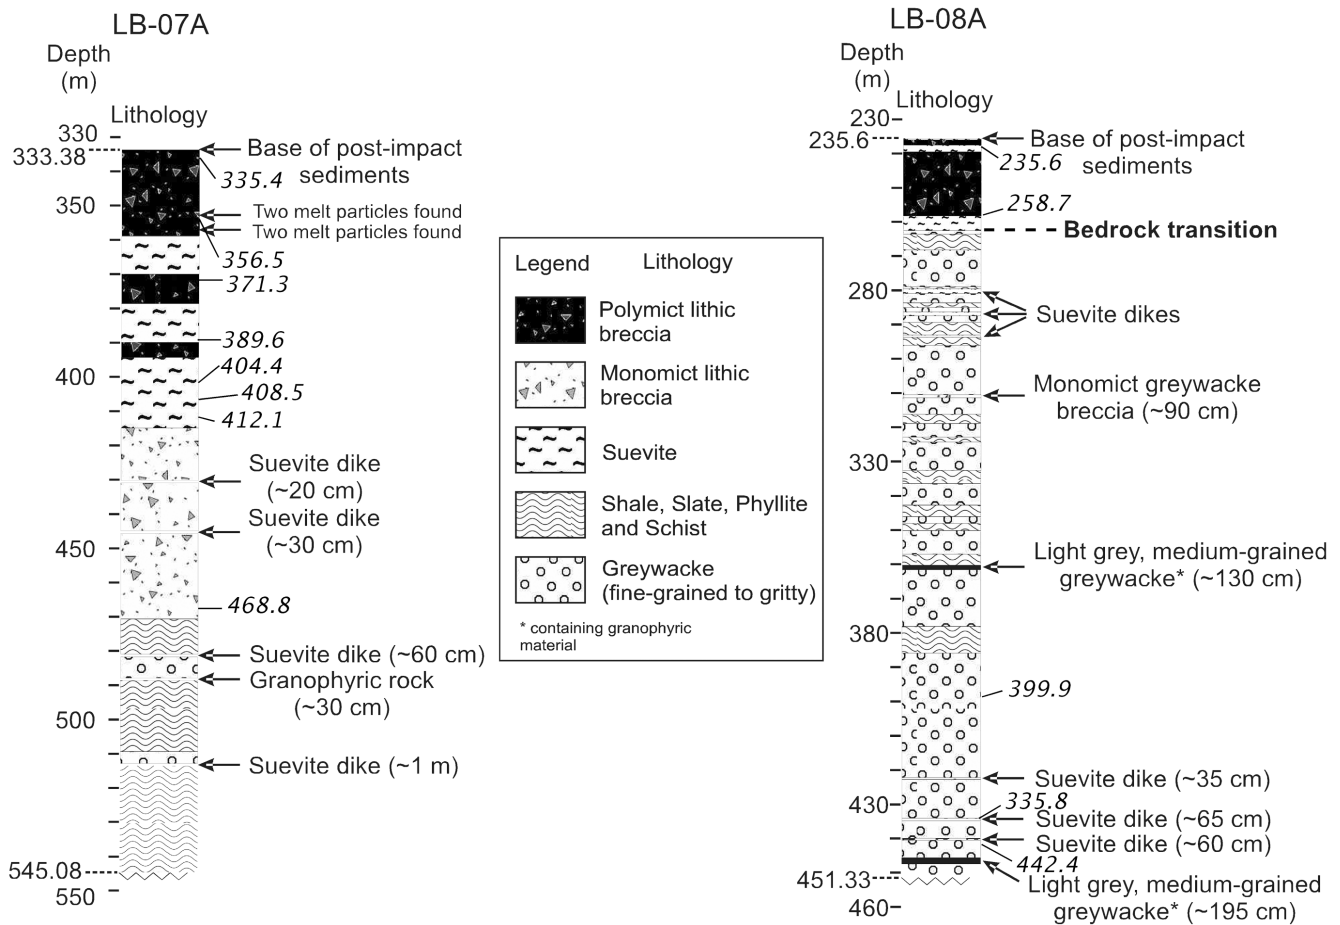 LB-07A
Depth
(m)
Lithology
330
333.38
Base of post-impact
sediments
335.4
350
Two melt particles found
Two melt particles found
356.5
371.3
389.6
400
404.4
408.5
412.1
Suevite dike
(~20 cm)
Suevite dike
(~30 cm)
450
468.8
Suevite dike (~60 cm)
Granophyric rock
(~30 cm)
500
Suevite dike (~1 m)
545.08
550
Legend
Lithology
Polymict lithic
breccia
Monomict lithic
breccia
Suevite
Shale, Slate, Phyllite
and Schist
Greywacke
(fine-grained to gritty)
* containing granophyric
material
LB-08A
Depth
(m)
Lithology
230
235.6
Base of post-impact
sediments
235.6
258.7
Bedrock transition
280
Suevite dikes
Monomict greywacke
breccia (~90 cm)
330
Light grey, medium-grained
greywacke* (~130 cm)
380
399.9
Suevite dike (~35 cm)
430
335.8
Suevite dike (~65 cm)
Suevite dike (~60 cm)
442.4
451.33
Light grey, medium-grained
greywacke* (~195 cm)
460